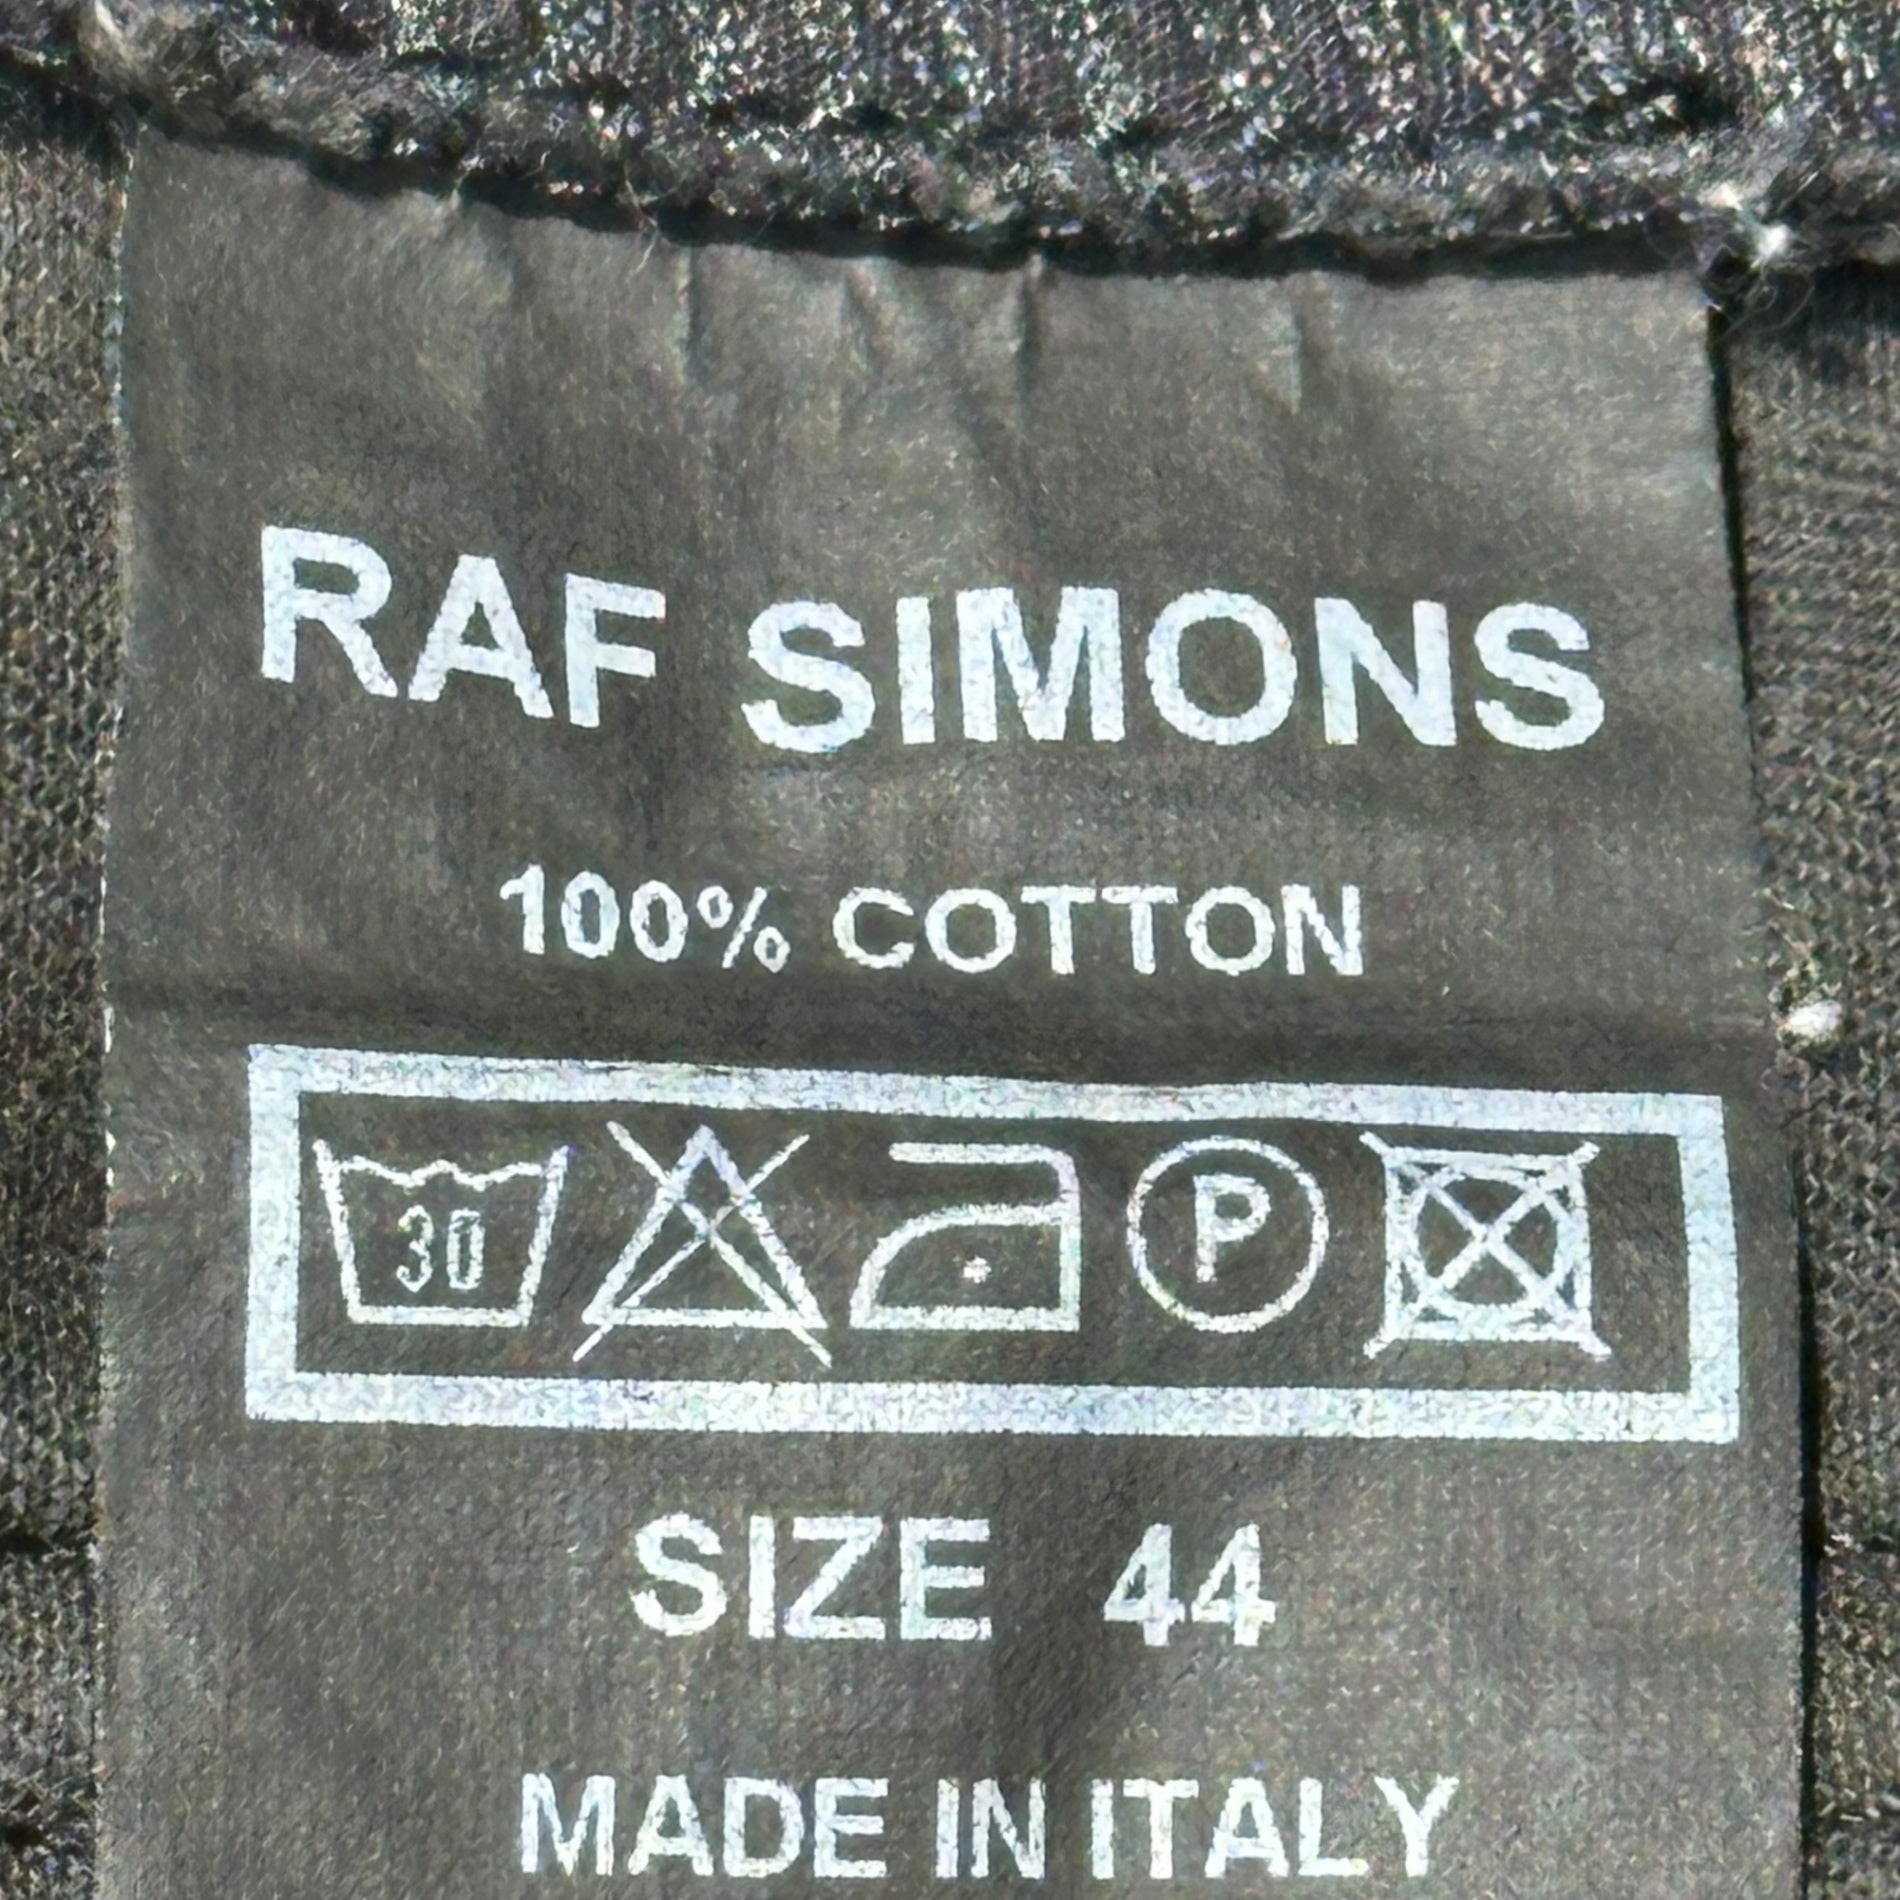 RAF SIMONS
100% COTTON
30 P
SIZE 44
MADE IN ITALY